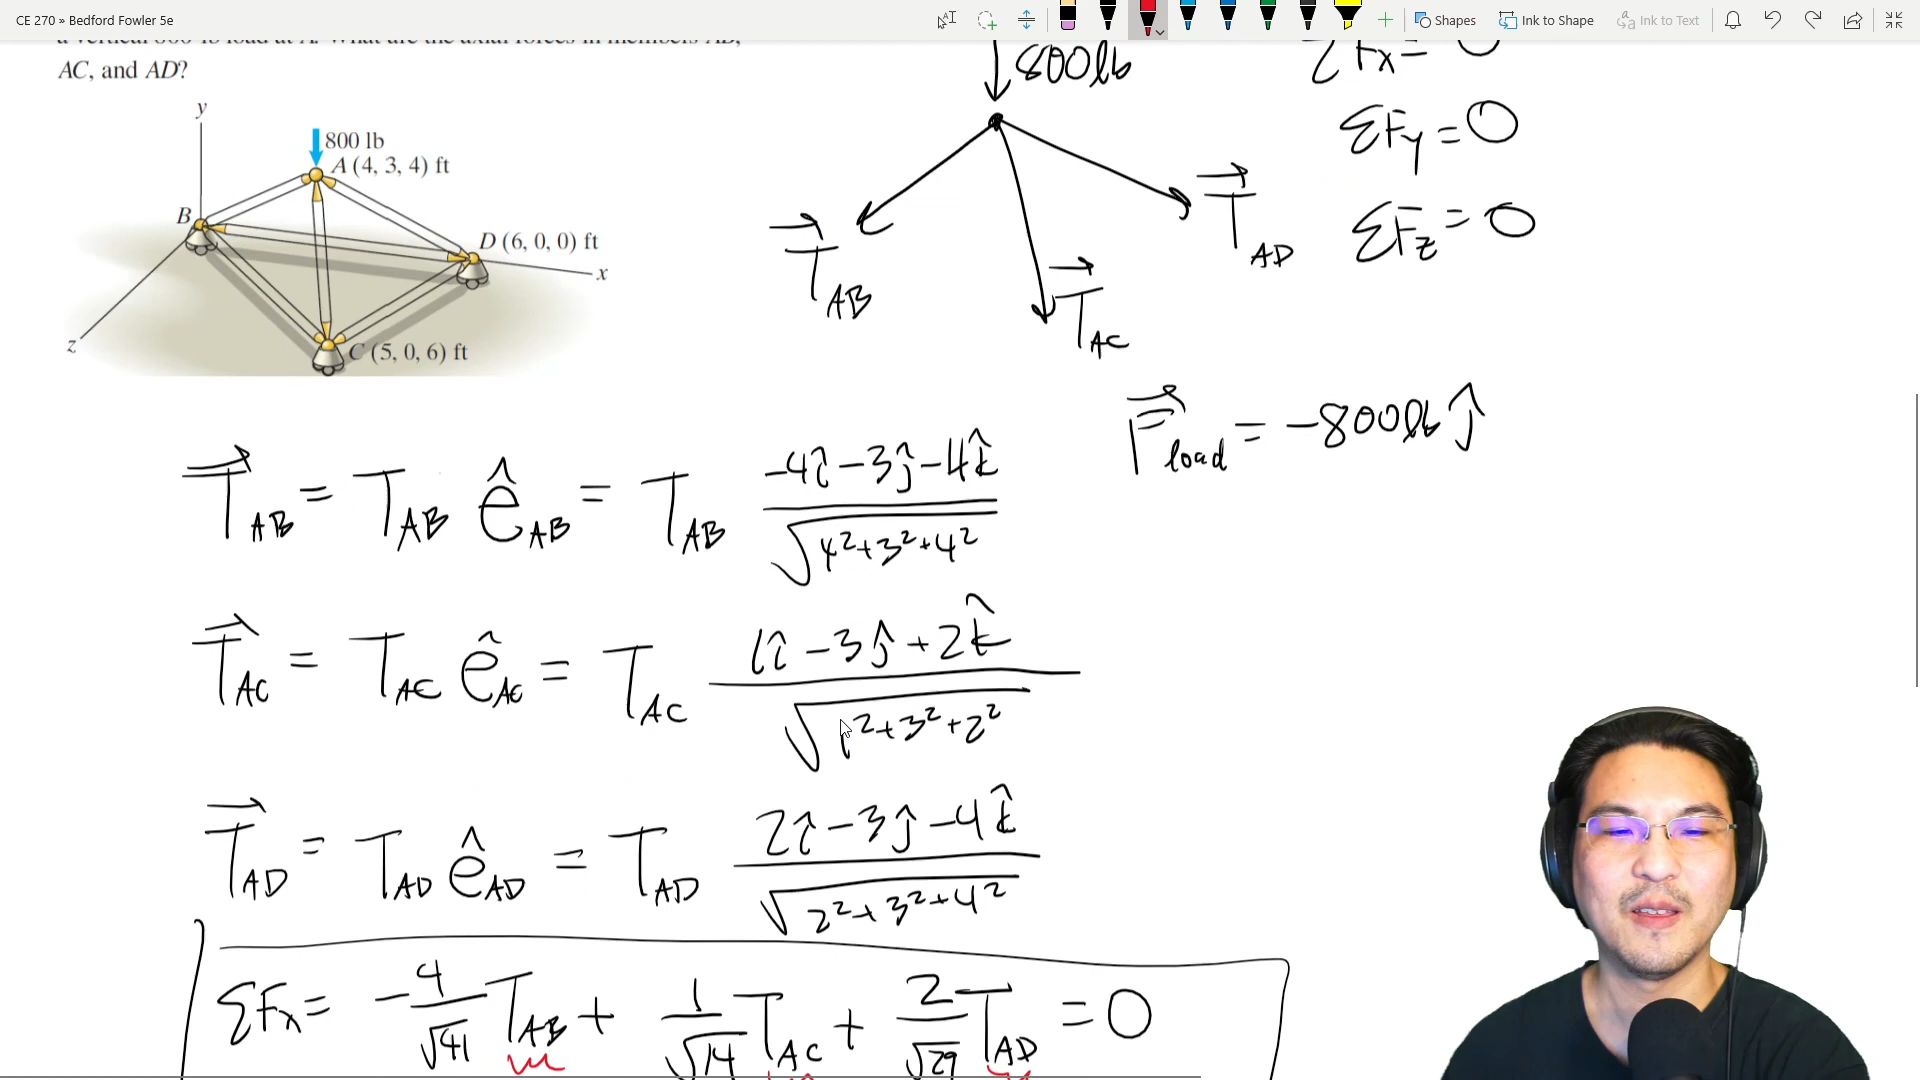 CE 270 » Bedford Fowler 5e
Shapes
Ink to Shape
Ink to Text
AC, and AD?
y
800 lb
A (4, 3, 4) ft
B
D (6, 0, 0) ft
x
z
C (5, 0, 6) ft
800lb
T AB
T AC
T AD
ΣFx = 0
ΣFy = 0
ΣFz = 0
F load = -800lb ĵ
T AB = T AB ê AB = T AB (-4î - 3ĵ - 4k̂) / √(4²+3²+4²)
T AC = T AC ê AC = T AC (1î - 3ĵ + 2k̂) / √(1²+3²+2²)
T AD = T AD ê AD = T AD (2î - 3ĵ - 4k̂) / √(2²+3²+4²)
ΣFx = -4/√41 T AB + 1/√14 T AC + 2/√29 T AD = 0